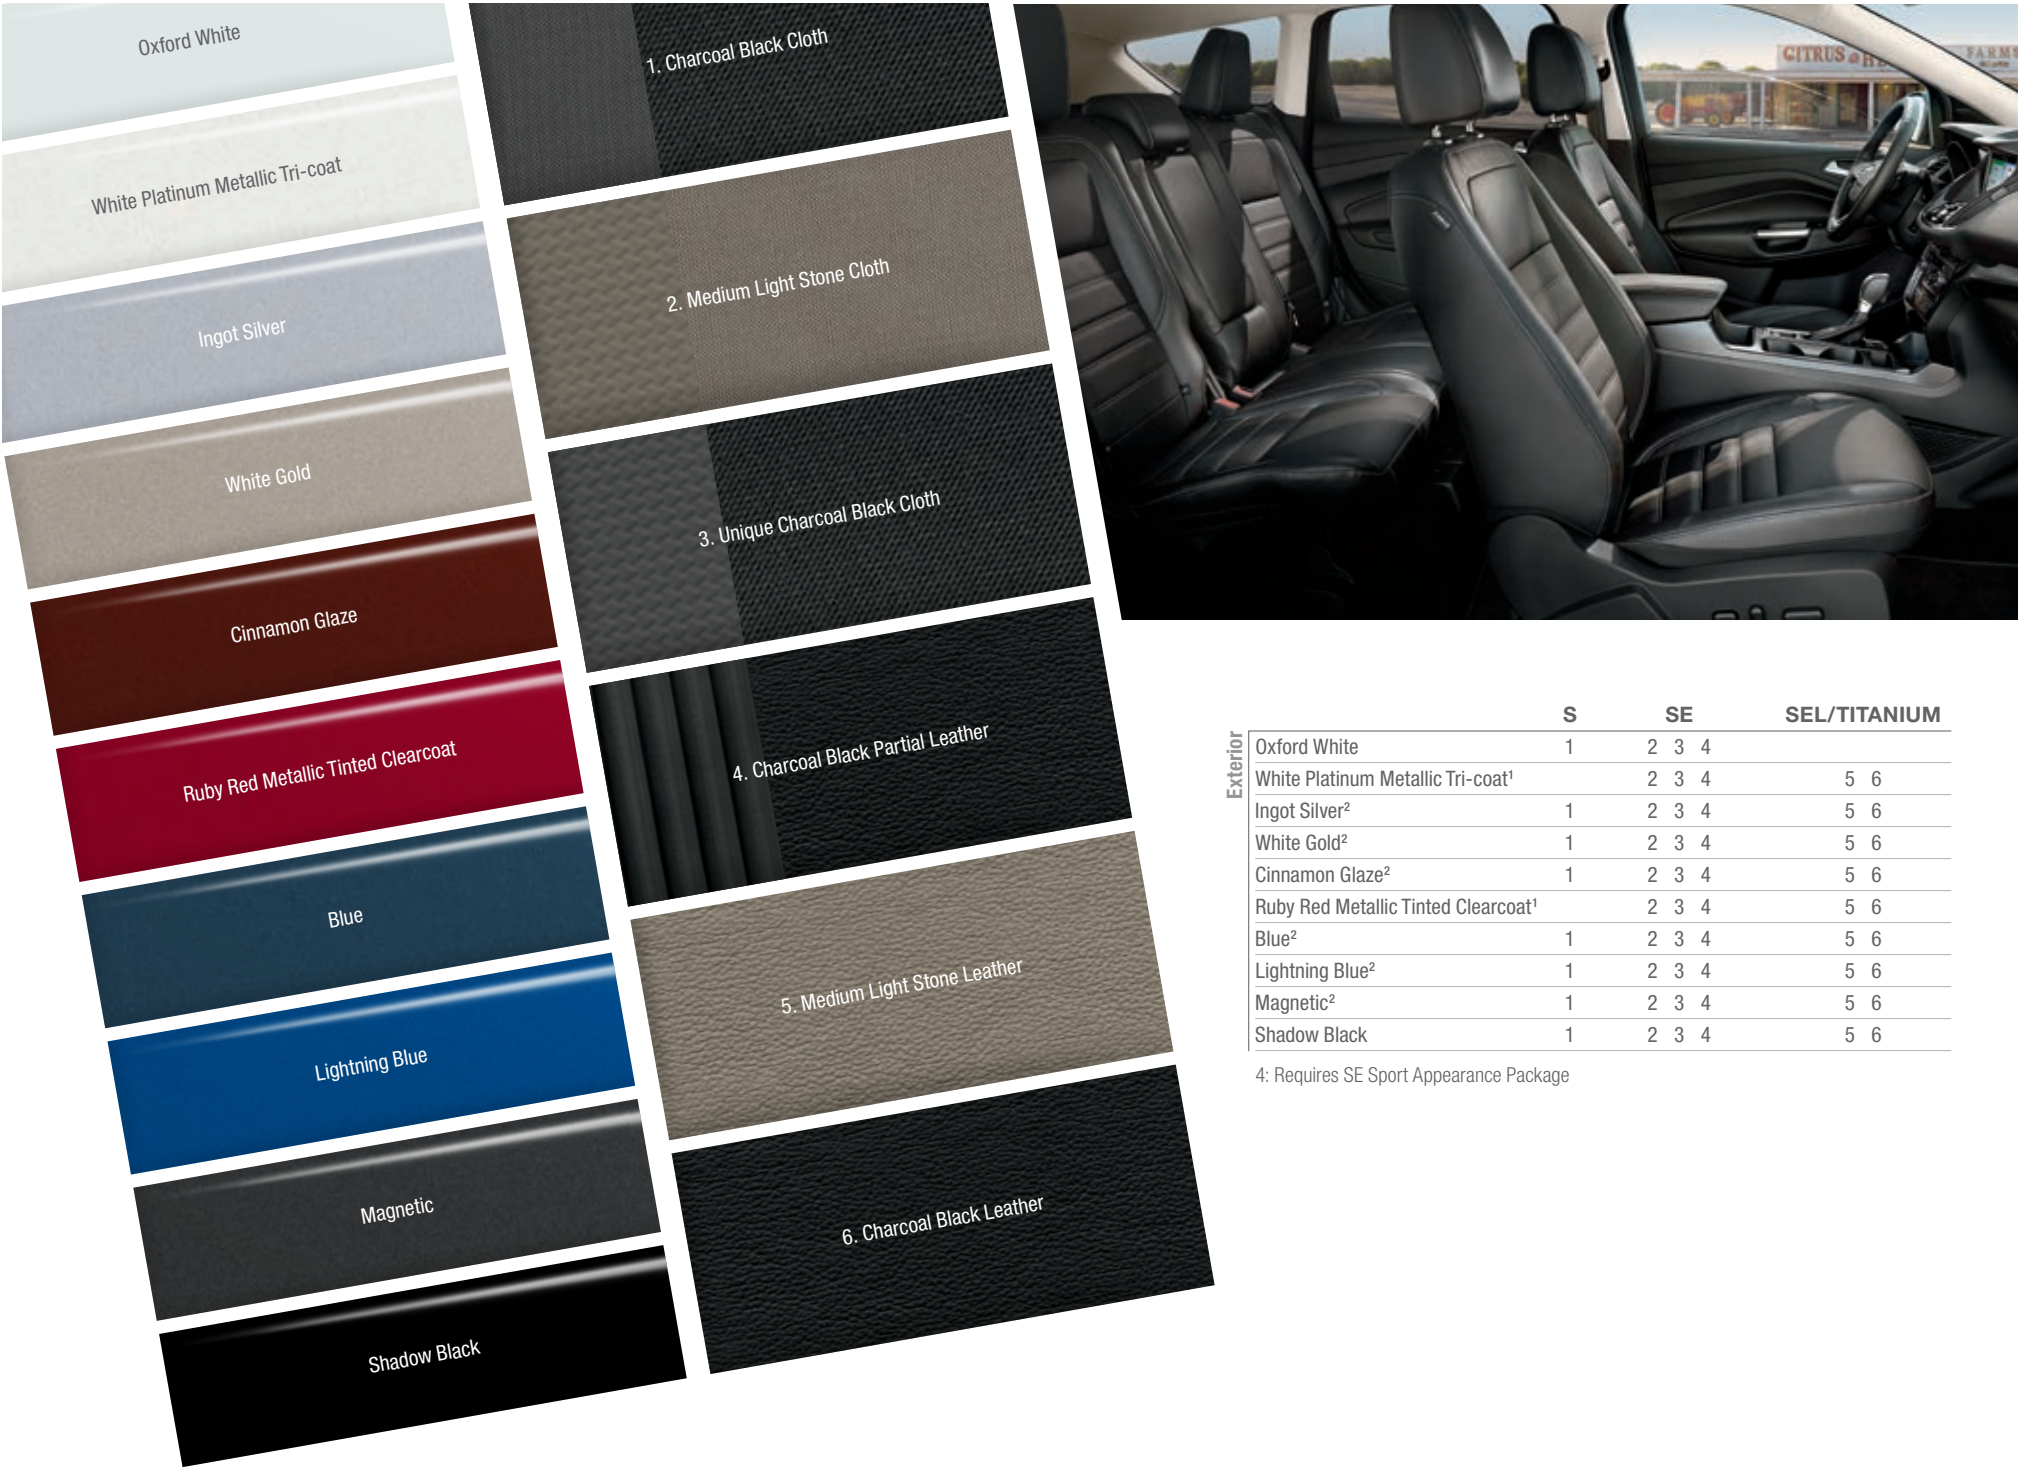 Oxford White
White Platinum Metallic Tri-coat
Ingot Silver
White Gold
Cinnamon Glaze
Ruby Red Metallic Tinted Clearcoat
Blue
Lightning Blue
Magnetic
Shadow Black
1. Charcoal Black Cloth
2. Medium Light Stone Cloth
3. Unique Charcoal Black Cloth
4. Charcoal Black Partial Leather
5. Medium Light Stone Leather
6. Charcoal Black Leather
CITRUS
FARMS
S SE SEL/TITANIUM
Exterior
Oxford White 1 2 3 4
White Platinum Metallic Tri-coat¹ 2 3 4 5 6
Ingot Silver² 1 2 3 4 5 6
White Gold² 1 2 3 4 5 6
Cinnamon Glaze² 1 2 3 4 5 6
Ruby Red Metallic Tinted Clearcoat¹ 2 3 4 5 6
Blue² 1 2 3 4 5 6
Lightning Blue² 1 2 3 4 5 6
Magnetic² 1 2 3 4 5 6
Shadow Black 1 2 3 4 5 6
4: Requires SE Sport Appearance Package